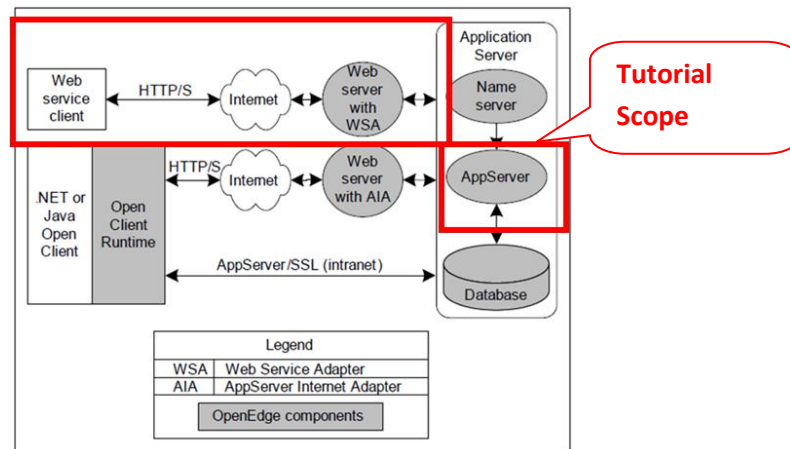 Application
Server
Tutorial
Scope
Web
service
client
HTTP/S
Internet
Web
server
with
WSA
Name
server
.NET or
Java
Open
Client
Open
Client
Runtime
HTTP/S
Internet
Web
server
with AIA
AppServer
AppServer/SSL (intranet)
Database
Legend
WSA Web Service Adapter
AIA AppServer Internet Adapter
OpenEdge components